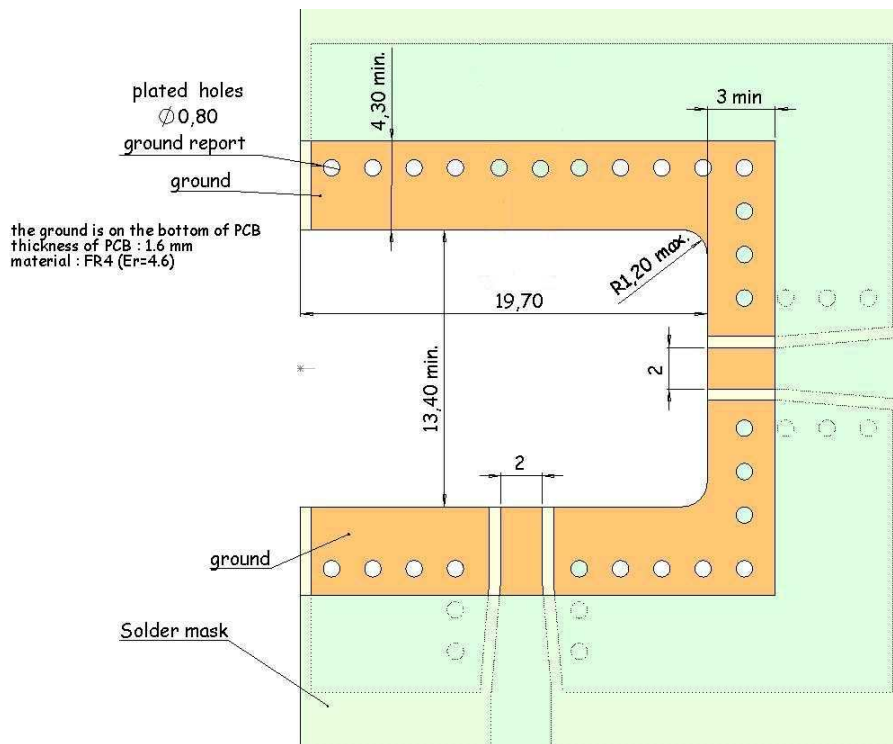 plated holes
∅0,80
ground report
ground
4,30 min.
3 min
the ground is on the bottom of PCB
thickness of PCB : 1.6 mm
material : FR4 (Er=4.6)
R1,20 max.
19,70
13,40 min.
2
2
ground
Solder mask